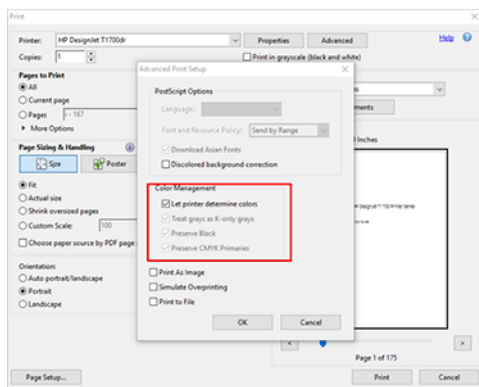 Print
Printer: HP DesignJet T1700dr Properties Advanced Help
Copies: 1 Print in grayscale (black and white)
Pages to Print
All
Current page
Pages 1 - 167
More Options
Page Sizing & Handling
Size Poster
Fit
Actual size
Shrink oversized pages
Custom Scale: 100
Choose paper source by PDF page
Orientation:
Auto portrait/landscape
Portrait
Landscape
Page Setup...
Advanced Print Setup
PostScript Options
Language:
Font and Resource Policy: Send by Range
Download Asian Fonts
Discolored background correction
Color Management
Let printer determine colors
Treat grays as K-only grays
Preserve Black
Preserve CMYK Primaries
Print As Image
Simulate Overprinting
Print to File
OK Cancel
ments
Inches
Page 1 of 175
Print Cancel